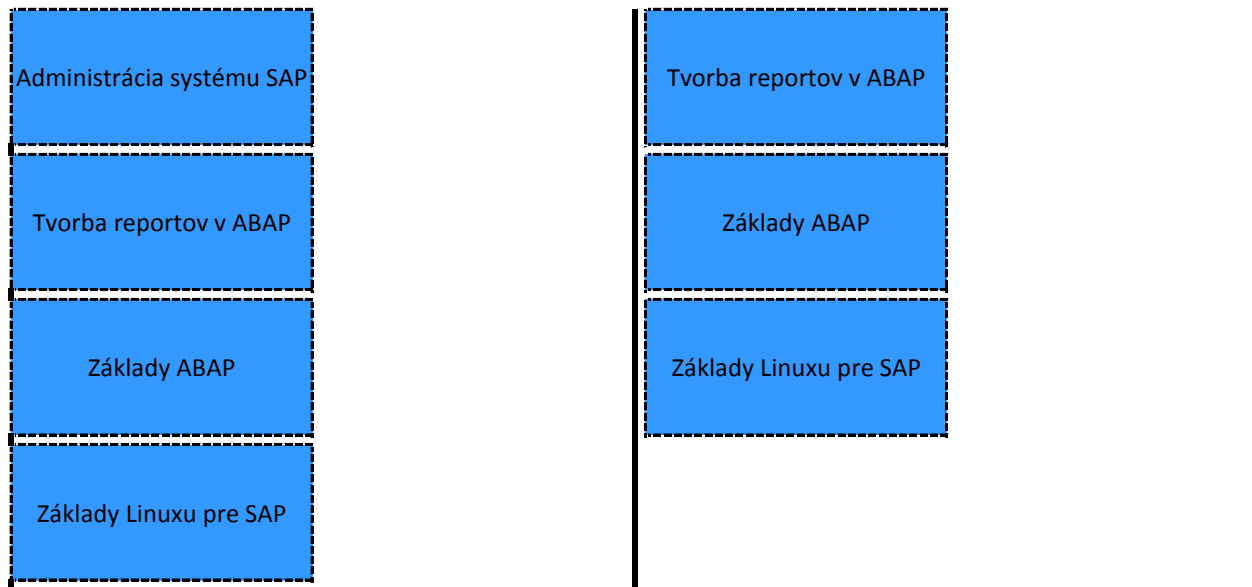 Administrácia systému SAP
Tvorba reportov v ABAP
Základy ABAP
Základy Linuxu pre SAP
Tvorba reportov v ABAP
Základy ABAP
Základy Linuxu pre SAP